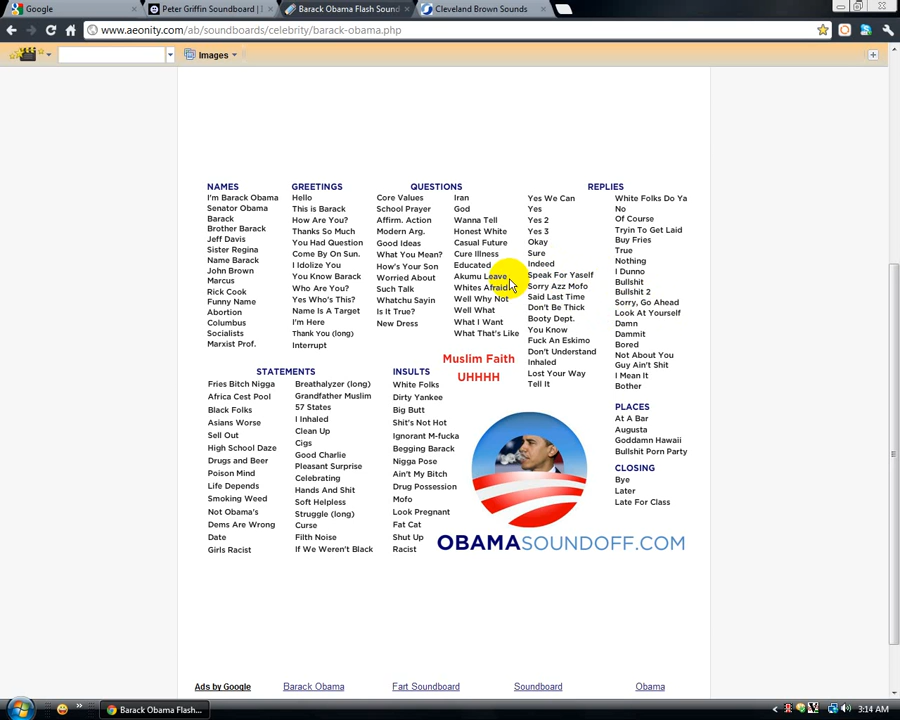 Google
Peter Griffin Soundboard |
Barack Obama Flash Sound
Cleveland Brown Sounds
www.aeonity.com/ab/soundboards/celebrity/barack-obama.php
Images
NAMES
I'm Barack Obama
Senator Obama
Barack
Brother Barack
Jeff Davis
Sister Regina
Name Barack
John Brown
Marcus
Rick Cook
Funny Name
Abortion
Columbus
Socialists
Marxist Prof.
GREETINGS
Hello
This is Barack
How Are You?
Thanks So Much
You Had Question
Come By On Sun.
I Idolize You
You Know Barack
Who Are You?
Yes Who's This?
Name Is A Target
I'm Here
Thank You (long)
Interrupt
QUESTIONS
Core Values
School Prayer
Affirm. Action
Modern Arg.
Good Ideas
What You Mean?
How's Your Son
Worried About
Such Talk
Whatchu Sayin
Is It True?
New Dress
Iran
God
Wanna Tell
Honest White
Casual Future
Cure Illness
Educated
Akumu Leave
Whites Afraid
Well Why Not
Well What
What I Want
What That's Like
REPLIES
Yes We Can
Yes
Yes 2
Yes 3
Okay
Sure
Indeed
Speak For Yaself
Sorry Azz Mofo
Said Last Time
Don't Be Thick
Booty Dept.
You Know
Fuck An Eskimo
Don't Understand
Inhaled
Lost Your Way
Tell It
White Folks Do Ya
No
Of Course
Tryin To Get Laid
Buy Fries
True
Nothing
I Dunno
Bullshit
Bullshit 2
Sorry, Go Ahead
Look At Yourself
Damn
Dammit
Bored
Not About You
Guy Ain't Shit
I Mean It
Bother
Muslim Faith
UHHHH
STATEMENTS
Fries Bitch Nigga
Africa Cest Pool
Black Folks
Asians Worse
Sell Out
High School Daze
Drugs and Beer
Poison Mind
Life Depends
Smoking Weed
Not Obama's
Dems Are Wrong
Date
Girls Racist
Breathalyzer (long)
Grandfather Muslim
57 States
I Inhaled
Clean Up
Cigs
Good Charlie
Pleasant Surprise
Celebrating
Hands And Shit
Soft Helpless
Struggle (long)
Curse
Filth Noise
If We Weren't Black
INSULTS
White Folks
Dirty Yankee
Big Butt
Shit's Not Hot
Ignorant M-fucka
Begging Barack
Nigga Pose
Ain't My Bitch
Drug Possession
Mofo
Look Pregnant
Fat Cat
Shut Up
Racist
PLACES
At A Bar
Augusta
Goddamn Hawaii
Bullshit Porn Party
CLOSING
Bye
Later
Late For Class
OBAMASOUNDOFF.COM
Ads by Google
Barack Obama
Fart Soundboard
Soundboard
Obama
Barack Obama Flash...
3:14 AM